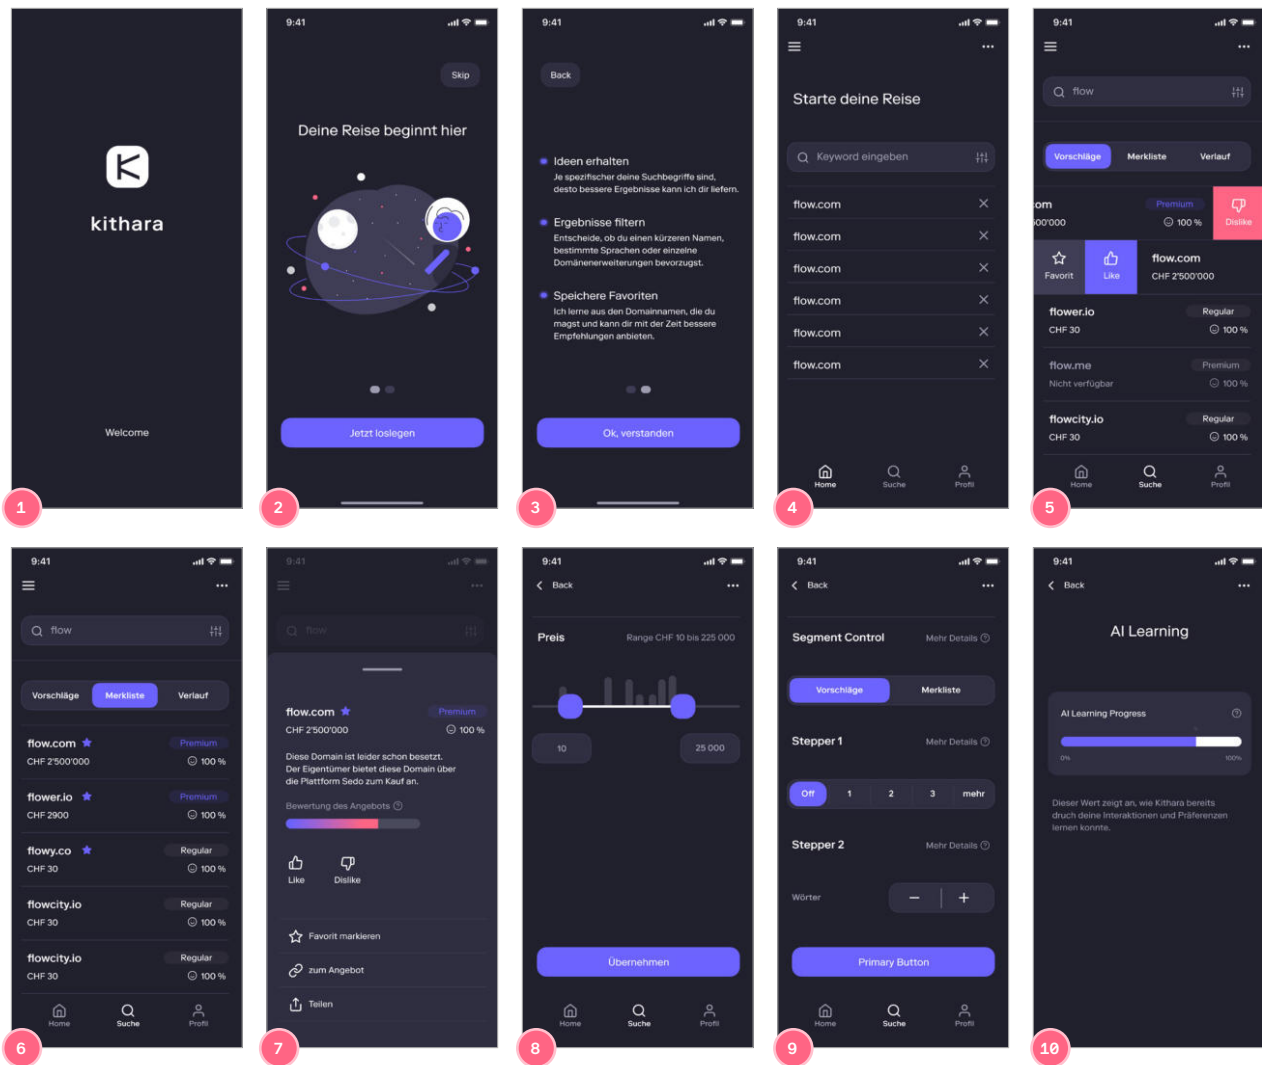 kithara
Welcome
1
9:41
Skip
Deine Reise beginnt hier
Jetzt loslegen
2
9:41
Back
Ideen erhalten
Je spezifischer deine Suchbegriffe sind,
desto bessere Ergebnisse kann ich dir liefern.
Ergebnisse filtern
Entscheide, ob du einen kürzeren Namen,
bestimmte Sprachen oder einzelne
Domänenerweiterungen bevorzugst.
Speichere Favoriten
Ich lerne aus den Domainnamen, die du
magst und kann dir mit der Zeit bessere
Empfehlungen anbieten.
Ok, verstanden
3
9:41
Starte deine Reise
Keyword eingeben
flow.com
flow.com
flow.com
flow.com
flow.com
flow.com
Home Suche Profil
4
9:41
flow
Vorschläge Merkliste Verlauf
om Premium
00'000 100 % Dislike
flow.com
Favorit Like CHF 2'500'000
flower.io Regular
CHF 30 100 %
flow.me Premium
Nicht verfügbar 100 %
flowcity.io Regular
CHF 30 100 %
Home Suche Profil
5
9:41
flow
Vorschläge Merkliste Verlauf
flow.com Premium
CHF 2'500'000 100 %
flower.io Premium
CHF 2900 100 %
flowy.co Regular
CHF 30 100 %
flowcity.io Regular
CHF 30 100 %
flowcity.io Regular
CHF 30 100 %
Home Suche Profil
6
9:41
flow
flow.com Premium
CHF 2'500'000 100 %
Diese Domain ist leider schon besetzt.
Der Eigentümer bietet diese Domain über
die Plattform Sedo zum Kauf an.
Bewertung des Angebots
Like Dislike
Favorit markieren
zum Angebot
Teilen
7
9:41
Back
Preis Range CHF 10 bis 225 000
10 25 000
Übernehmen
Home Suche Profil
8
9:41
Back
Segment Control Mehr Details
Vorschläge Merkliste
Stepper 1 Mehr Details
Off 1 2 3 mehr
Stepper 2 Mehr Details
Wörter − +
Primary Button
Home Suche Profil
9
9:41
Back
AI Learning
AI Learning Progress
0% 100%
Dieser Wert zeigt an, wie Kithara bereits
druch deine Interaktionen und Präferenzen
lernen konnte.
10